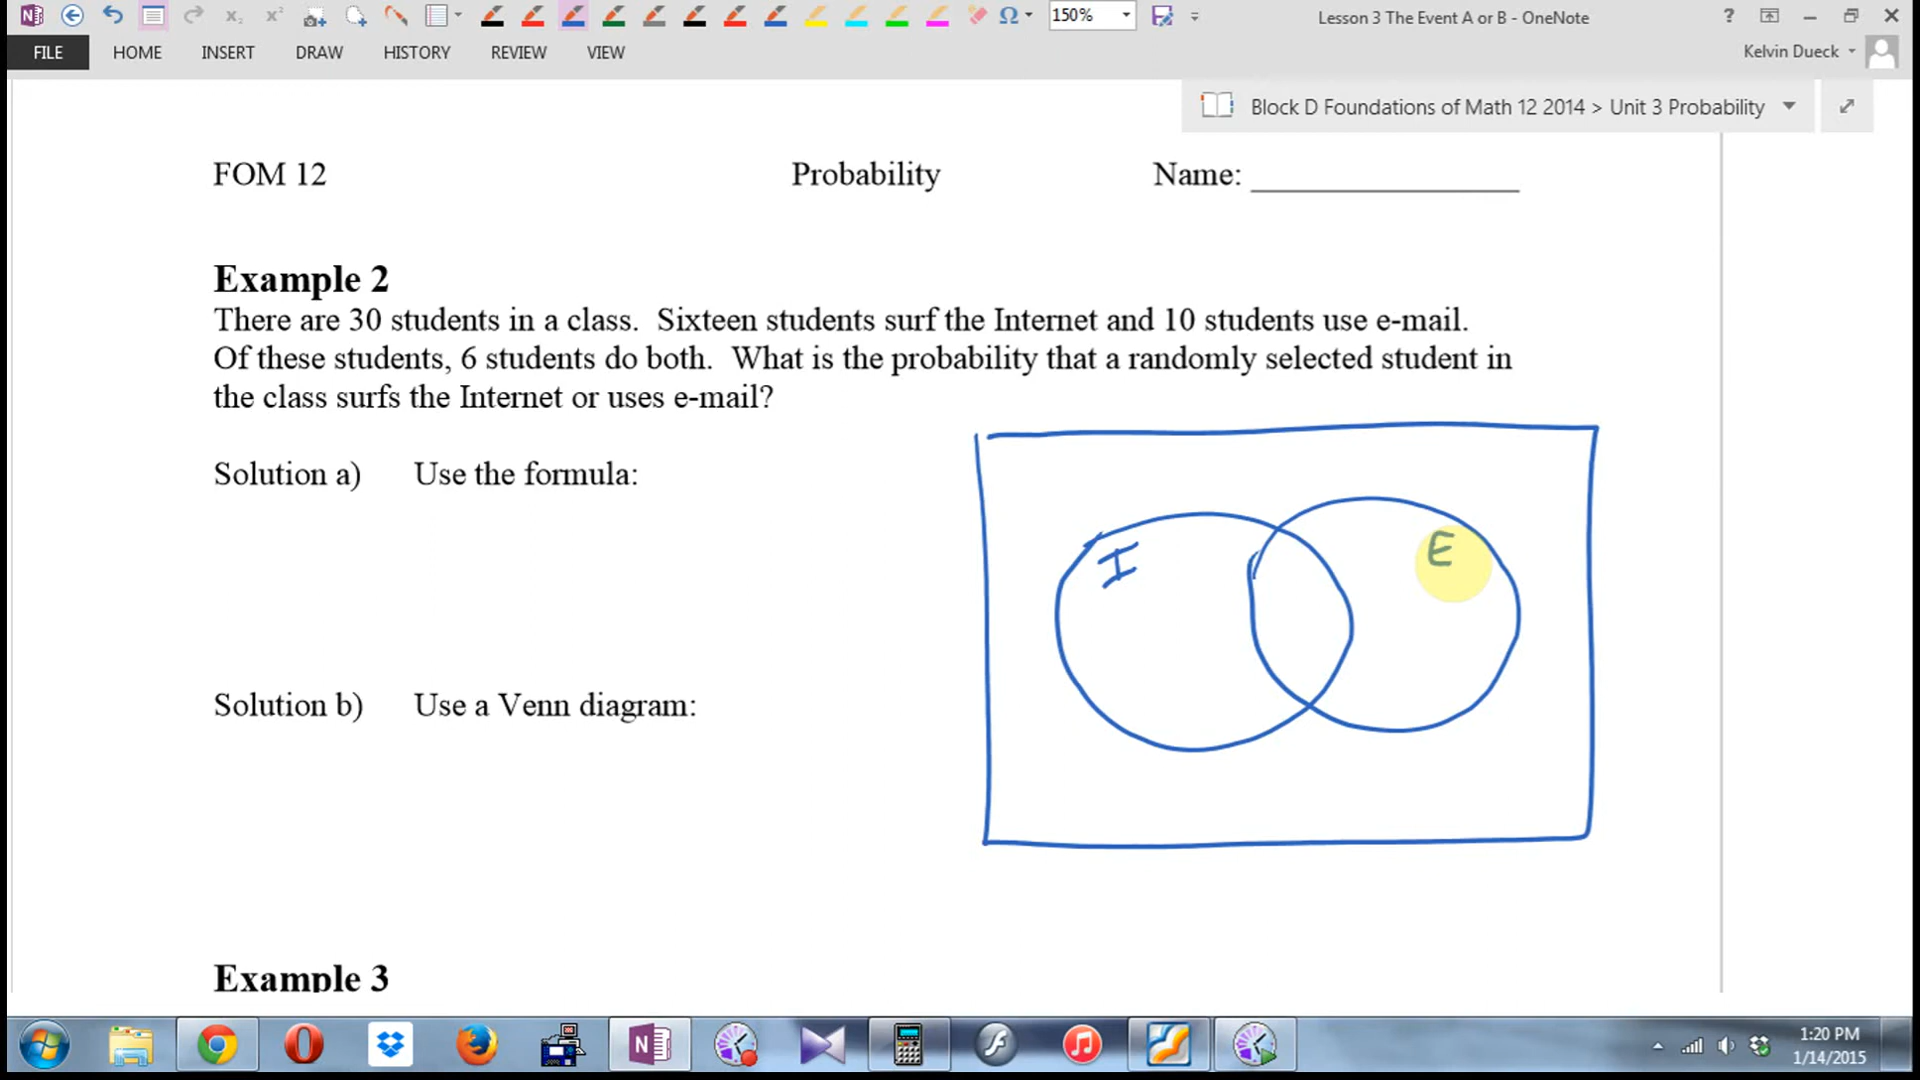 150%
Lesson 3 The Event A or B - OneNote
?
FILE HOME INSERT DRAW HISTORY REVIEW VIEW
Kelvin Dueck
Block D Foundations of Math 12 2014 > Unit 3 Probability
FOM 12 Probability Name: ________________
Example 2
There are 30 students in a class. Sixteen students surf the Internet and 10 students use e-mail.
Of these students, 6 students do both. What is the probability that a randomly selected student in
the class surfs the Internet or uses e-mail?
Solution a) Use the formula:
I
E
Solution b) Use a Venn diagram:
Example 3
1:20 PM
1/14/2015